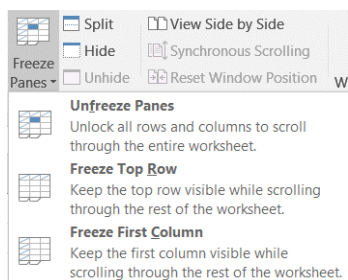 Freeze
Panes
Split
Hide
Unhide
View Side by Side
Synchronous Scrolling
Reset Window Position
W
Unfreeze Panes
Unlock all rows and columns to scroll
through the entire worksheet.
Freeze Top Row
Keep the top row visible while scrolling
through the rest of the worksheet.
Freeze First Column
Keep the first column visible while
scrolling through the rest of the worksheet.